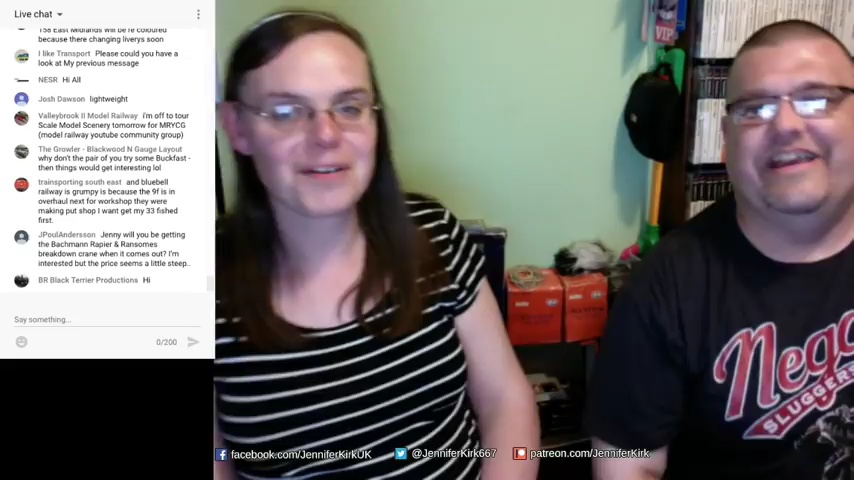 Live chat
158 East Midlands will be re coloured
because there changing liverys soon
I like Transport Please could you have a
look at My previous message
NESR Hi All
Josh Dawson lightweight
Valleybrook II Model Railway i'm off to tour
Scale Model Scenery tomorrow for MRYCG
(model railway youtube community group)
The Growler - Blackwood N Gauge Layout
why don't the pair of you try some Buckfast -
then things would get interesting lol
trainsporting south east and bluebell
railway is grumpy is because the 9f is in
overhaul next for workshop they were
making put shop I want get my 33 fished
first.
JPoulAndersson Jenny will you be getting
the Bachmann Rapier & Ransomes
breakdown crane when it comes out? I'm
interested but the price seems a little steep..
BR Black Terrier Productions Hi
Say something...
0/200
VIP
SLUGGERS
facebook.com/JenniferKirkUK
@JenniferKirk667
patreon.com/JenniferKirk